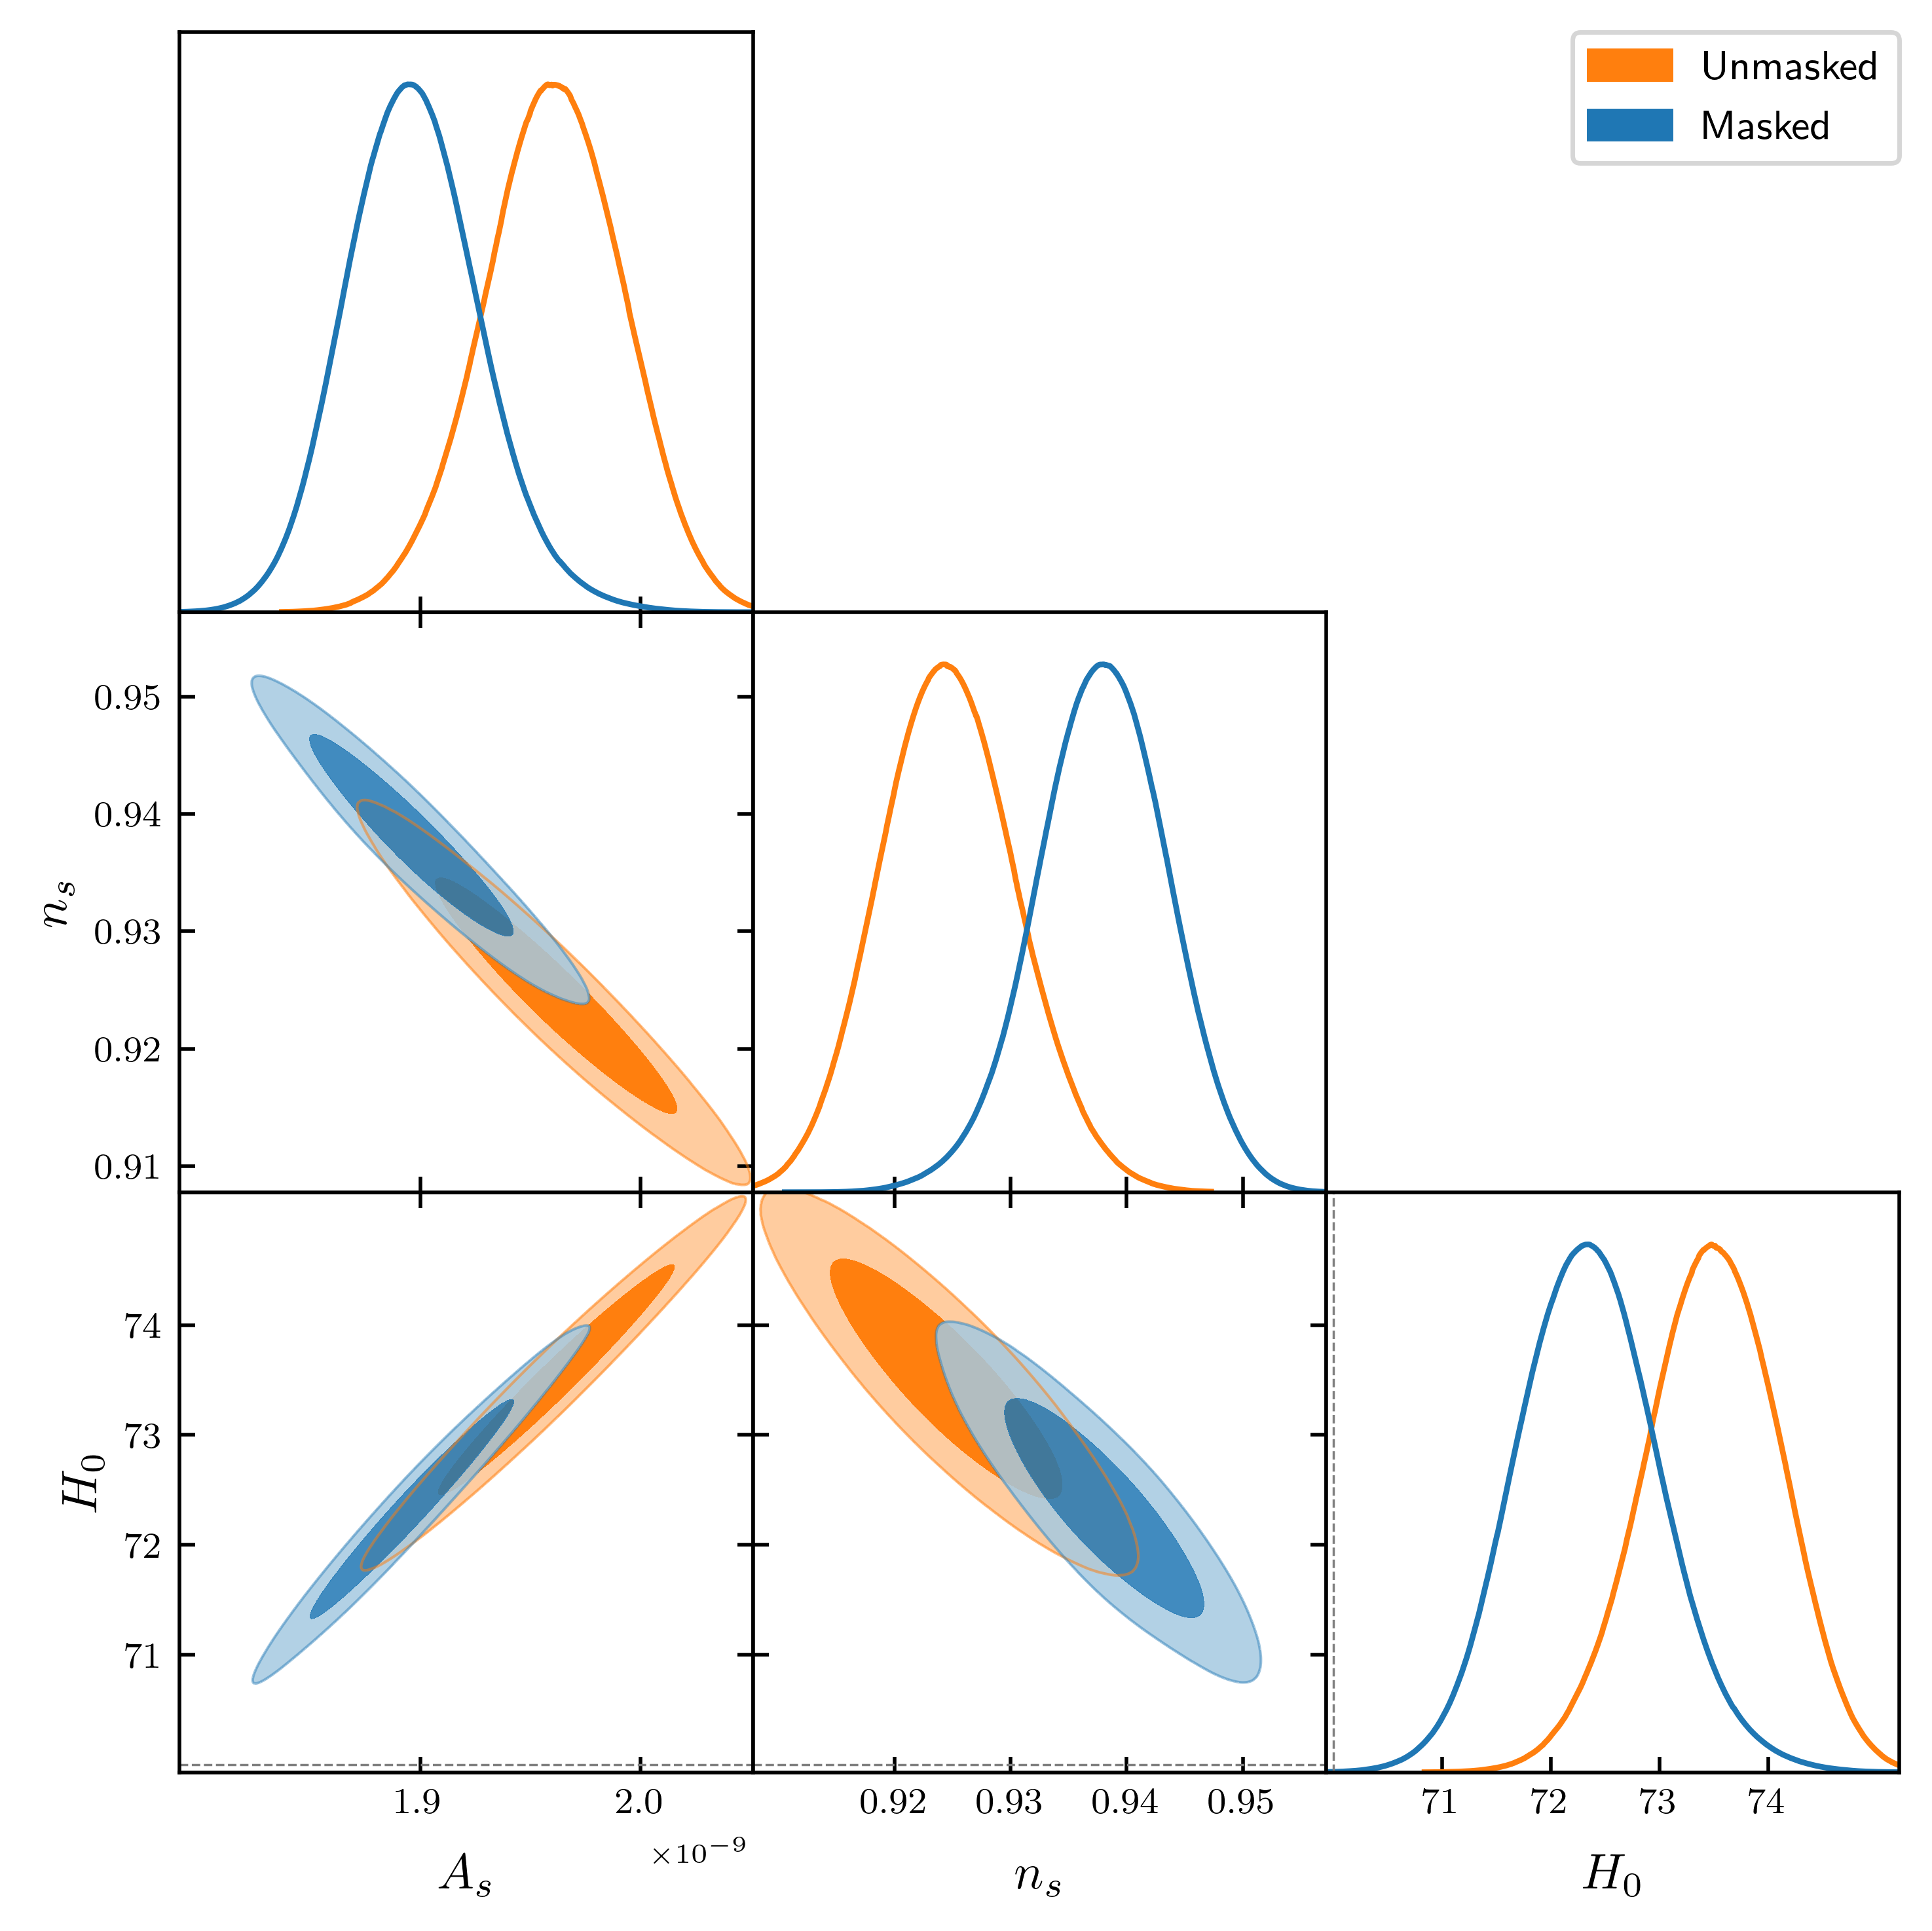 Unmasked
Masked
0.95
0.94
0.93
0.92
0.91
n_s
74
73
72
71
H_0
1.9 2.0
×10⁻⁹
A_s
0.92 0.93 0.94 0.95
n_s
71 72 73 74
H_0